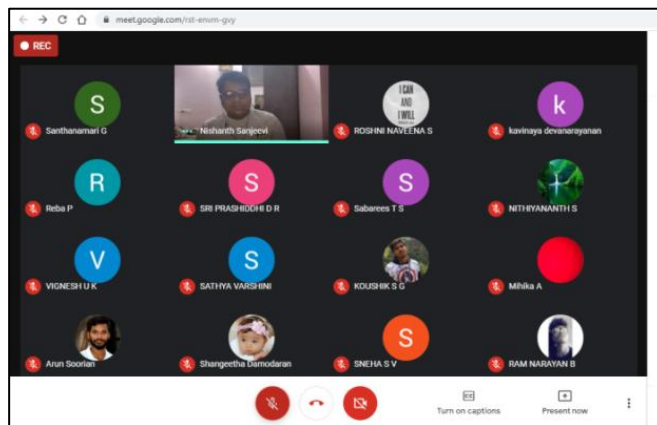 meet.google.com/rst-envm-gvy
REC
S
Santhanamari G
Nishanth Sanjeevi
I CAN
AND
I WILL
ROSHNI NAVEENA S
k
kavinaya devanarayanan
R
Reba P
S
SRI PRASHIDDHI D R
S
Sabarees T S
NITHIYANANTH S
V
VIGNESH U K
S
SATHYA VARSHINI
KOUSHIK S G
Mihika A
Arun Soorian
Shangeetha Damodaran
S
SNEHA S V
RAM NARAYAN B
Turn on captions
Present now